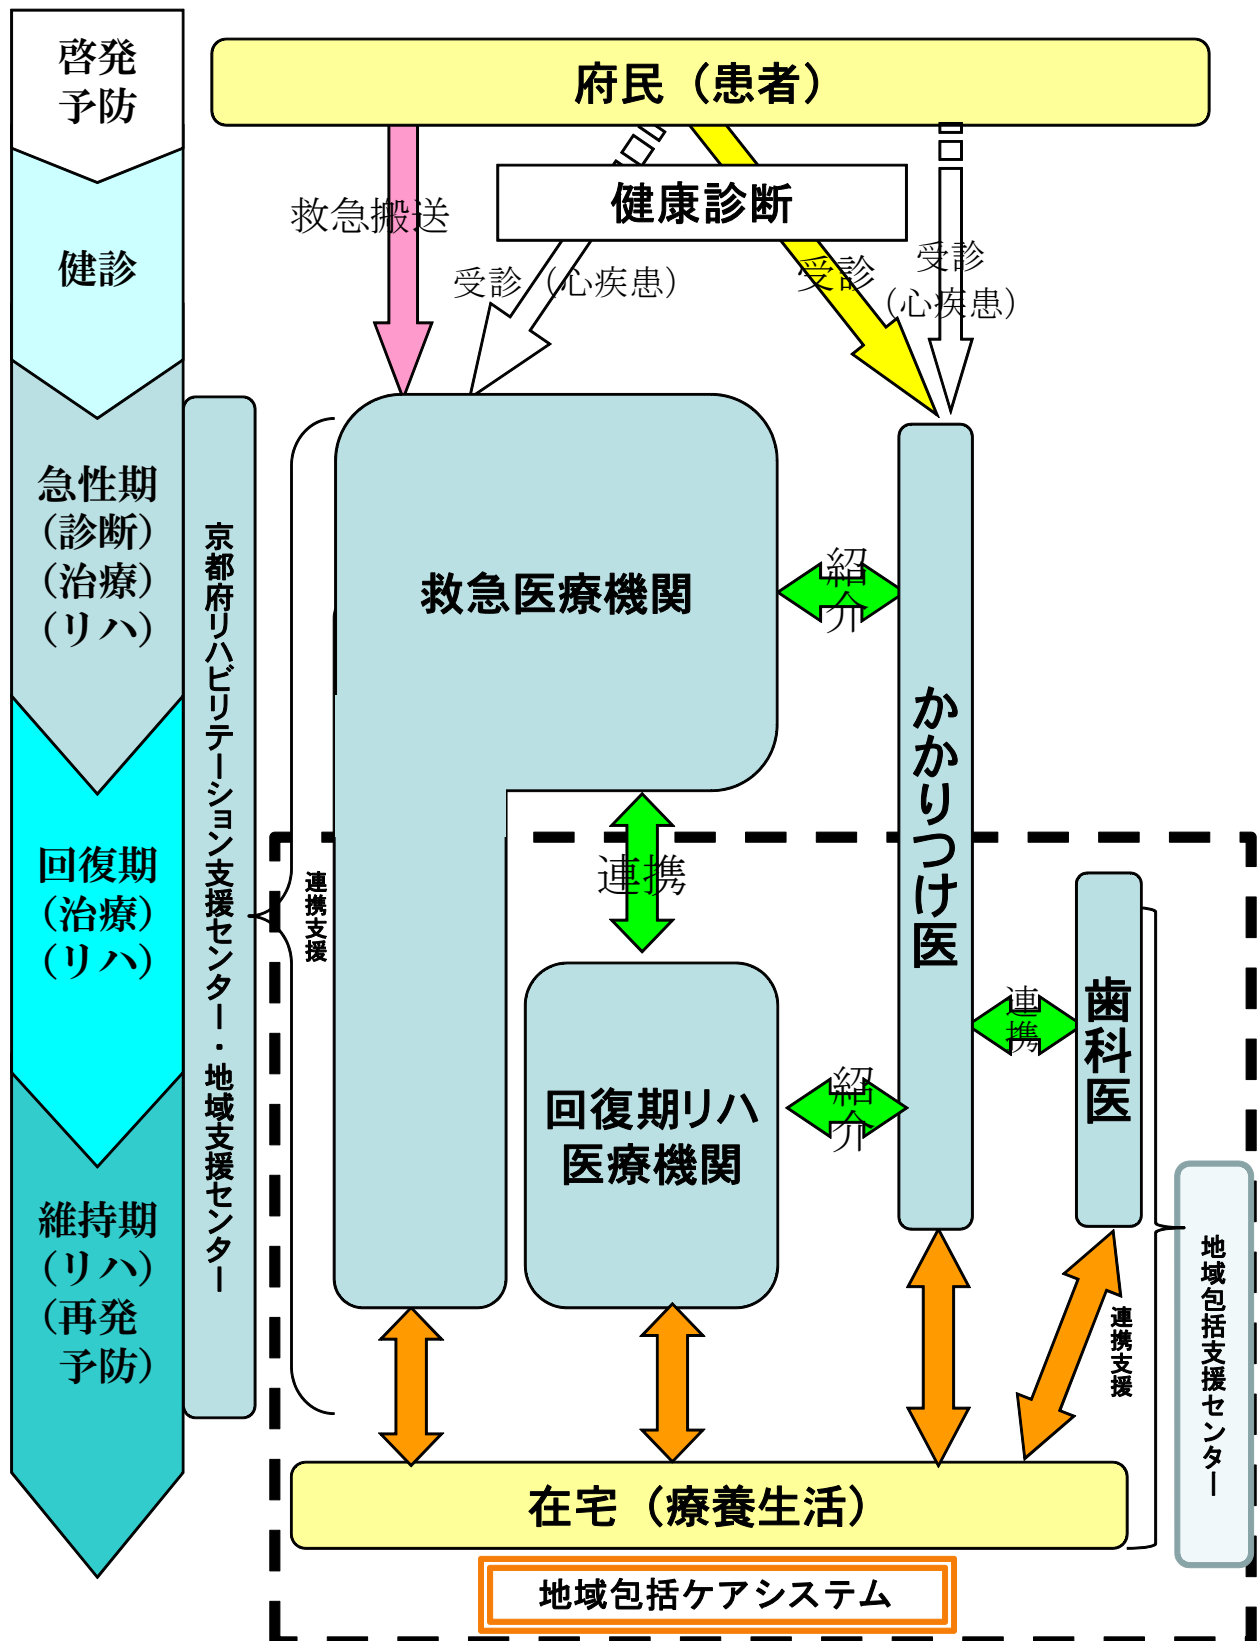 啓発
予防
健診
急性期
（診断）
（治療）
（リハ）
回復期
（治療）
（リハ）
維持期
（リハ）
（再発
予防）
京都府リハビリテーション支援センター・地域支援センター
府民（患者）
健康診断
救急搬送
受診（心疾患）
受診
受診
（心疾患）
連携支援
救急医療機関
紹介
かかりつけ医
連携
回復期リハ
医療機関
紹介
連携
歯科医
連携支援
地域包括支援センター
在宅（療養生活）
地域包括ケアシステム